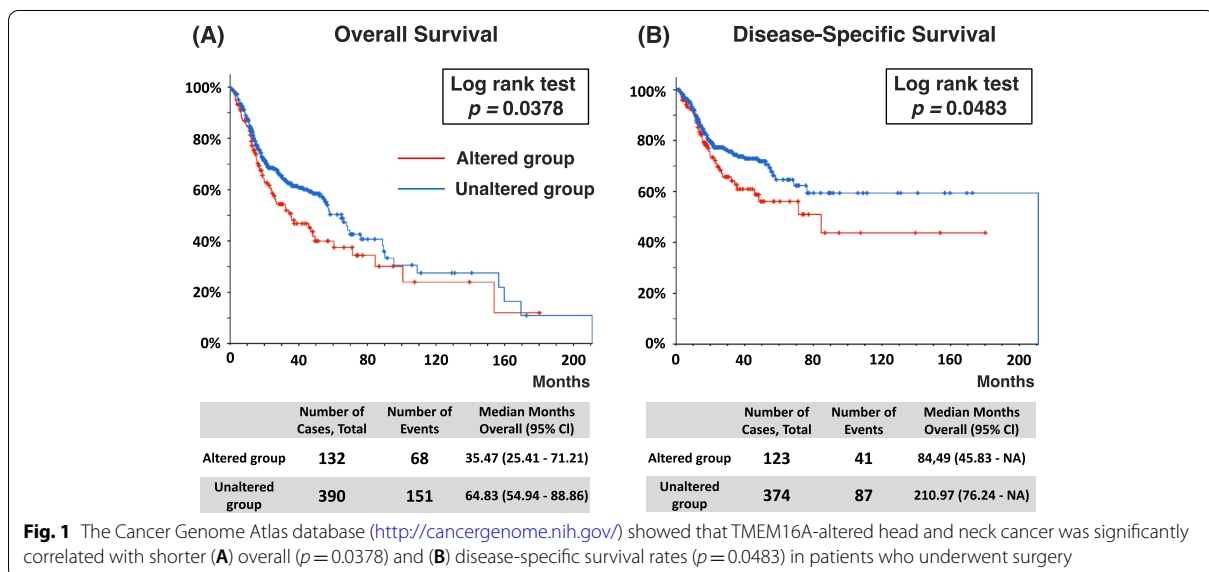 (A) Overall Survival
Log rank test
p = 0.0378
Altered group
Unaltered group
100%
80%
60%
40%
20%
0%
0 40 80 120 160 200
Months
Number of Cases, Total Number of Events Median Months Overall (95% CI)
Altered group 132 68 35.47 (25.41 - 71.21)
Unaltered group 390 151 64.83 (54.94 - 88.86)
(B) Disease-Specific Survival
Log rank test
p = 0.0483
100%
80%
60%
40%
20%
0%
0 40 80 120 160 200
Months
Number of Cases, Total Number of Events Median Months Overall (95% CI)
Altered group 123 41 84,49 (45.83 - NA)
Unaltered group 374 87 210.97 (76.24 - NA)
Fig. 1 The Cancer Genome Atlas database (http://cancergenome.nih.gov/) showed that TMEM16A-altered head and neck cancer was significantly
correlated with shorter (A) overall (p = 0.0378) and (B) disease-specific survival rates (p = 0.0483) in patients who underwent surgery